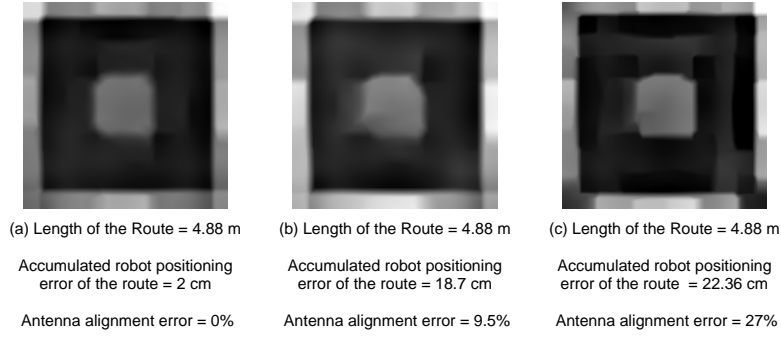 (a) Length of the Route = 4.88 m
Accumulated robot positioning
error of the route = 2 cm
Antenna alignment error = 0%
(b) Length of the Route = 4.88 m
Accumulated robot positioning
error of the route = 18.7 cm
Antenna alignment error = 9.5%
(c) Length of the Route = 4.88 m
Accumulated robot positioning
error of the route  = 22.36 cm
Antenna alignment error = 27%